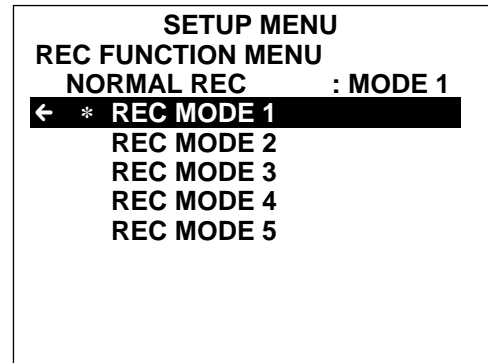 SETUP MENU
REC FUNCTION MENU
NORMAL REC : MODE 1
← * REC MODE 1
REC MODE 2
REC MODE 3
REC MODE 4
REC MODE 5